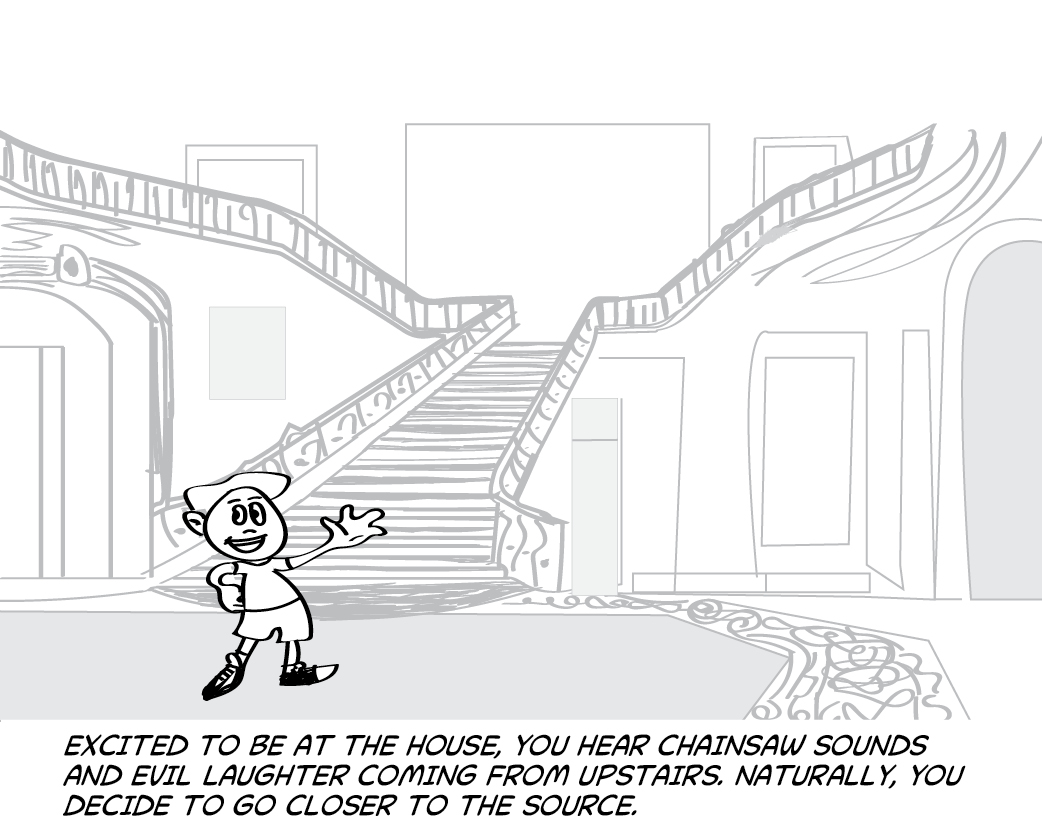 EXCITED TO BE AT THE HOUSE, YOU HEAR CHAINSAW SOUNDS
AND EVIL LAUGHTER COMING FROM UPSTAIRS. NATURALLY, YOU
DECIDE TO GO CLOSER TO THE SOURCE.